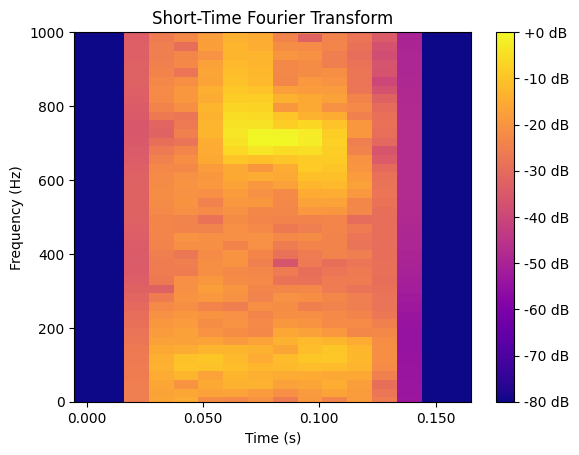 Short-Time Fourier Transform
1000
800
600
400
200
0
Frequency (Hz)
0.000
0.050
0.100
0.150
Time (s)
+0 dB
-10 dB
-20 dB
-30 dB
-40 dB
-50 dB
-60 dB
-70 dB
-80 dB